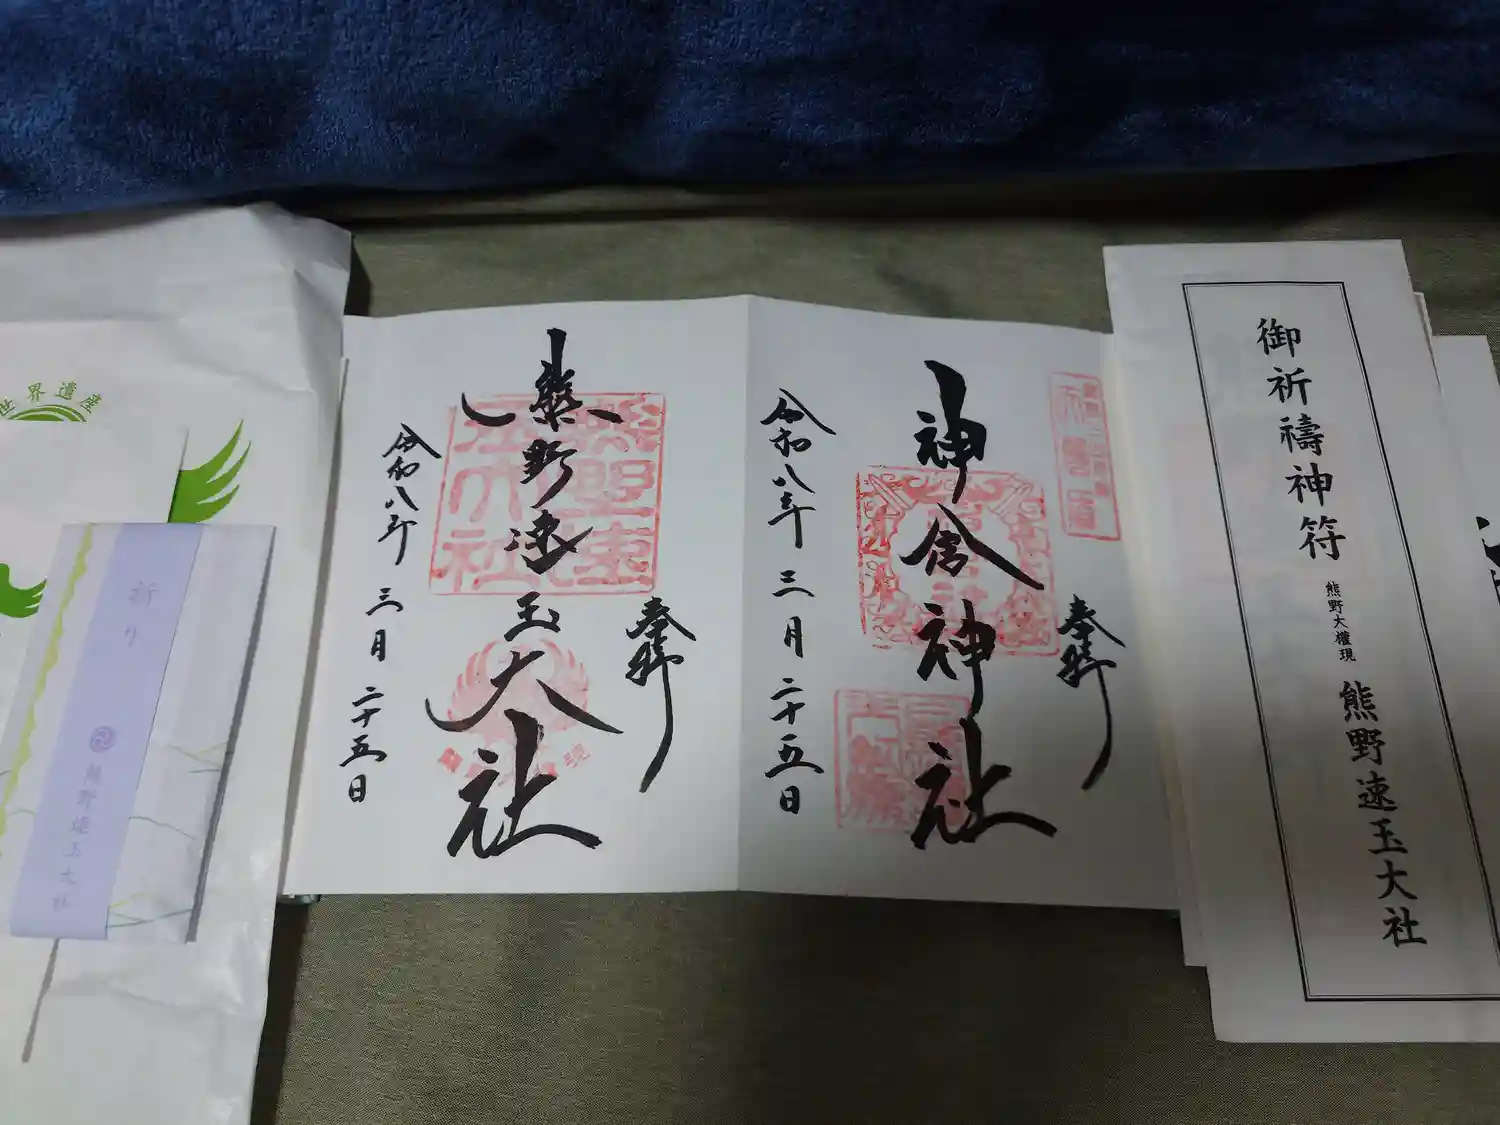 御祈禱神符
熊野大權現
熊野速玉大社
奉拝
神倉神社
令和八年 三月 二十五日
奉拝
熊野速玉大社
令和八年 三月 二十五日
世界遺産
祈り
熊野速玉大社